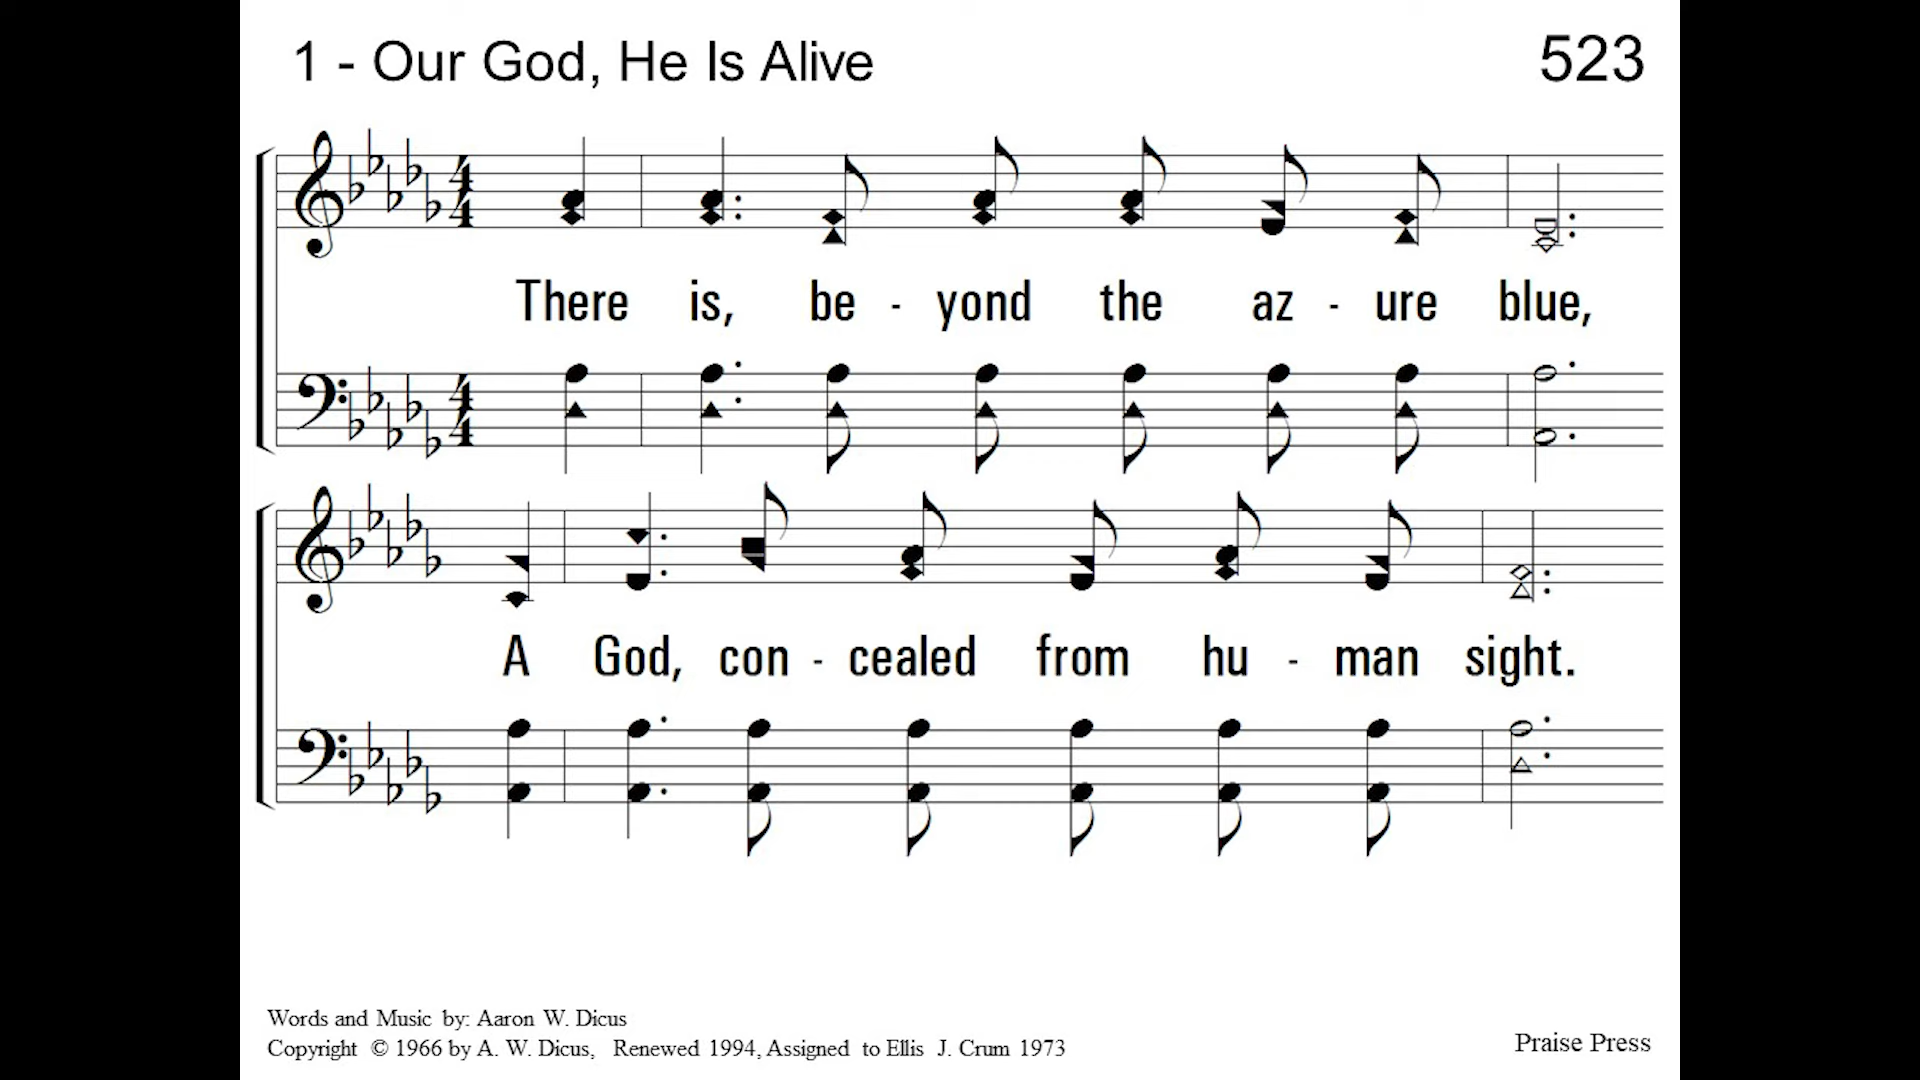 1 - Our God, He Is Alive
523
There is, be - yond the az - ure blue,
A God, con - cealed from hu - man sight.
Words and Music by: Aaron W. Dicus
Copyright © 1966 by A. W. Dicus, Renewed 1994, Assigned to Ellis J. Crum 1973
Praise Press